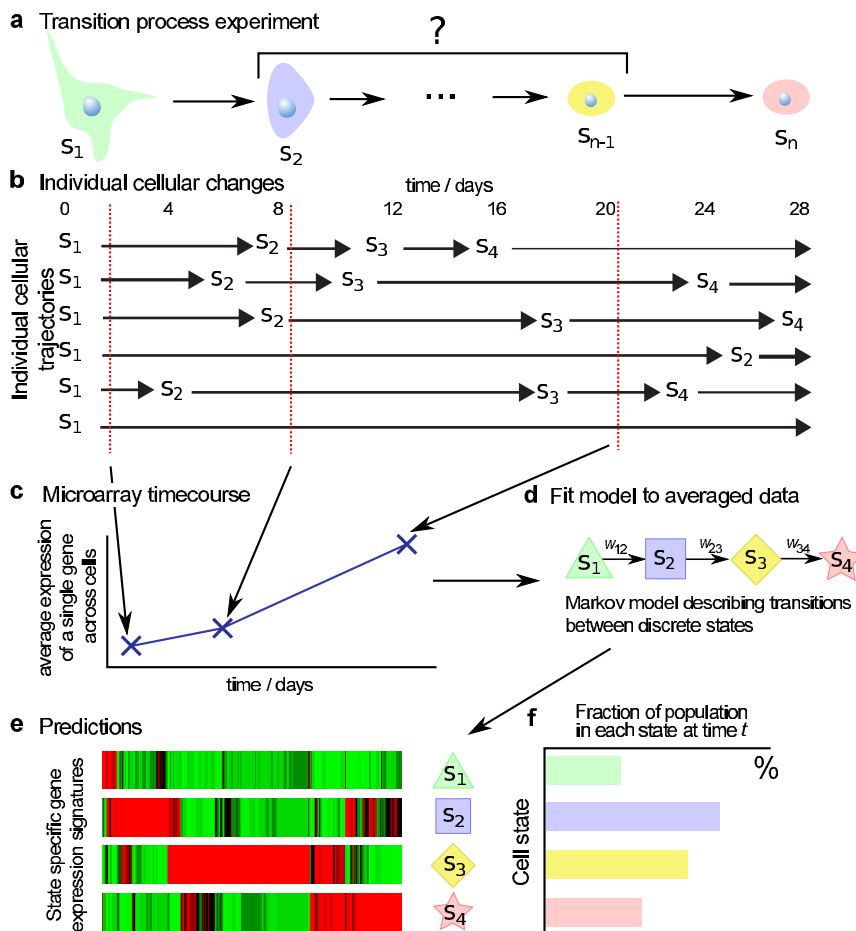 a Transition process experiment
?
...
s1 s2 sn-1 sn
b Individual cellular changes time / days
0 4 8 12 16 20 24 28
Individual cellular
trajectories
s1 s2 s3 s4
s1 s2 s3 s4
s1 s2 s3 s4
s1 s2
s1 s2 s3 s4
s1
c Microarray timecourse
average expression
of a single gene
across cells
time / days
d Fit model to averaged data
w12 w23 w34
s1 s2 s3 s4
Markov model describing transitions
between discrete states
e Predictions
State specific gene
expression signatures
s1
s2
s3
s4
f Fraction of population
in each state at time t
%
Cell state